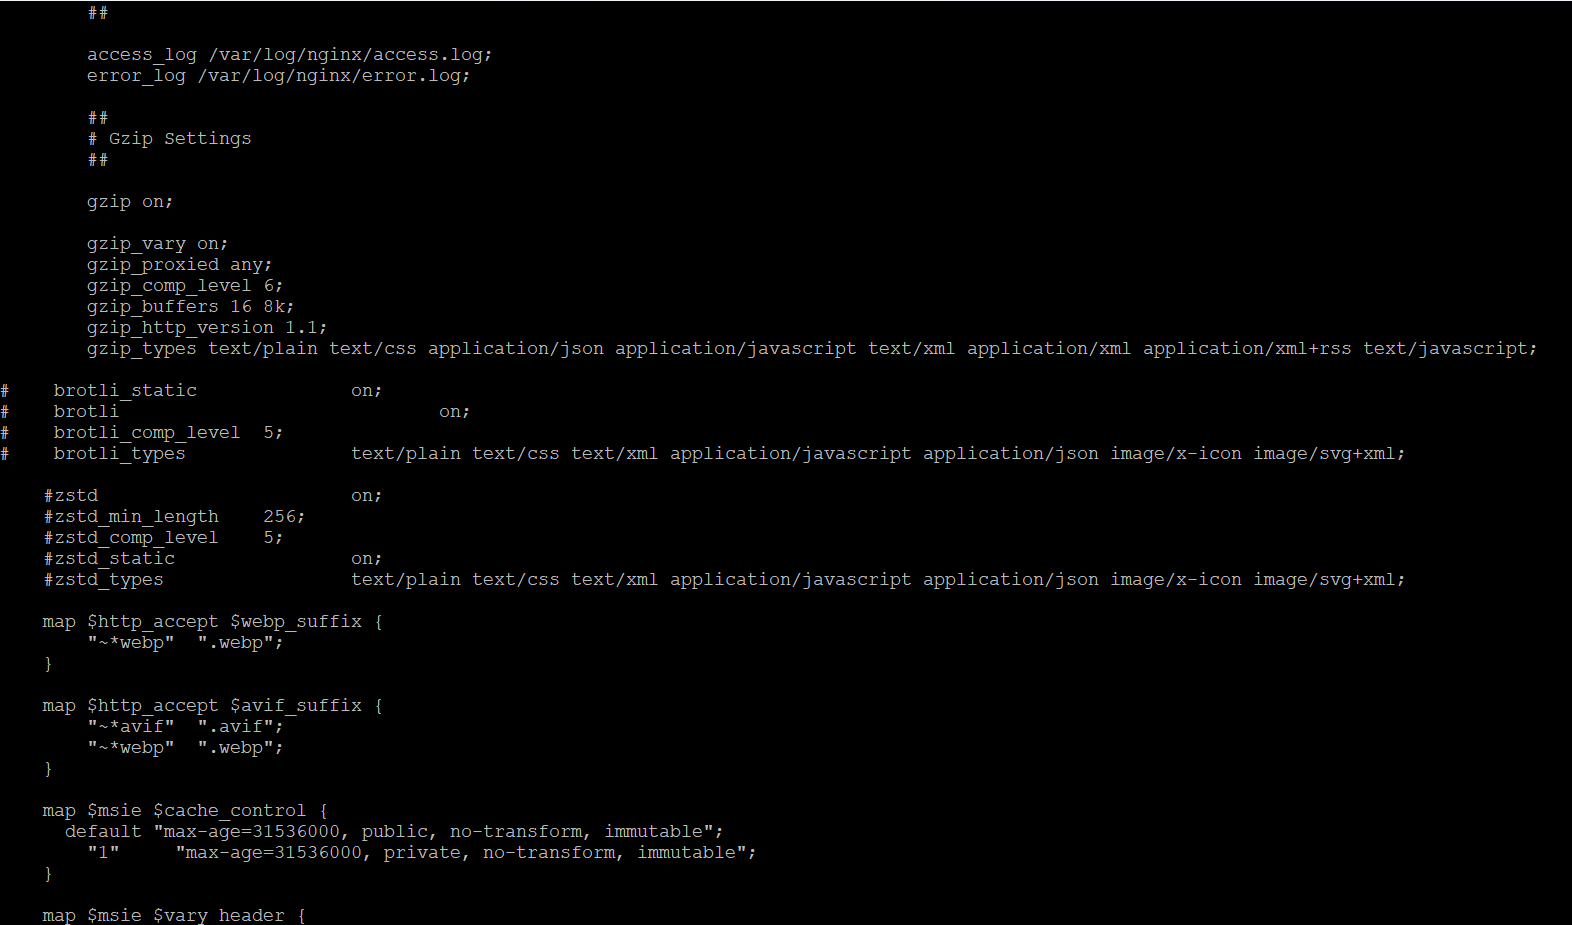 ##
access_log /var/log/nginx/access.log;
error_log /var/log/nginx/error.log;
##
# Gzip Settings
##
gzip on;
gzip_vary on;
gzip_proxied any;
gzip_comp_level 6;
gzip_buffers 16 8k;
gzip_http_version 1.1;
gzip_types text/plain text/css application/json application/javascript text/xml application/xml application/xml+rss text/javascript;
#    brotli_static              on;
#    brotli                             on;
#    brotli_comp_level  5;
#    brotli_types               text/plain text/css text/xml application/javascript application/json image/x-icon image/svg+xml;
#zstd                       on;
#zstd_min_length    256;
#zstd_comp_level    5;
#zstd_static                on;
#zstd_types                 text/plain text/css text/xml application/javascript application/json image/x-icon image/svg+xml;
map $http_accept $webp_suffix {
"~*webp"  ".webp";
}
map $http_accept $avif_suffix {
"~*avif"  ".avif";
"~*webp"  ".webp";
}
map $msie $cache_control {
default "max-age=31536000, public, no-transform, immutable";
"1"     "max-age=31536000, private, no-transform, immutable";
}
map $msie $vary_header {